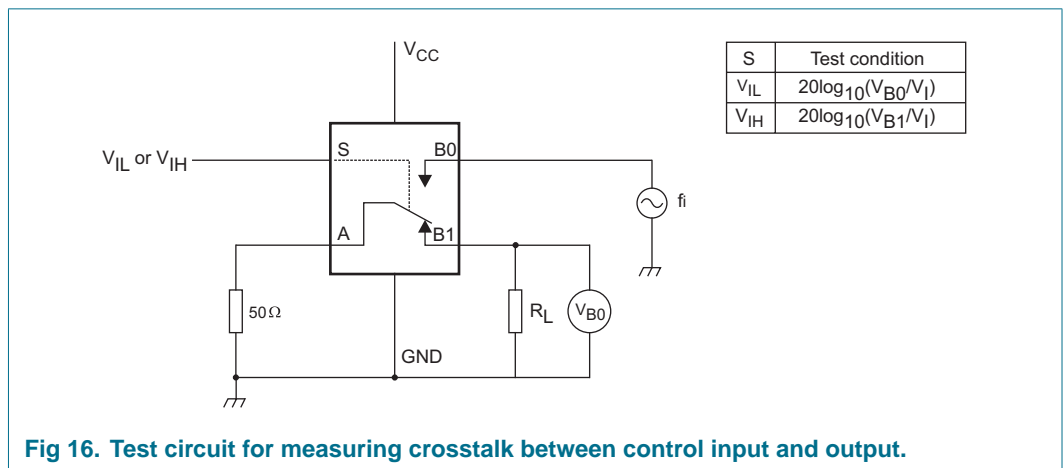 VCC
S Test condition
VIL 20log10(VB0/VI)
VIH 20log10(VB1/VI)
VIL or VIH
S B0
fi
A B1
50Ω
RL VB0
GND
Fig 16. Test circuit for measuring crosstalk between control input and output.